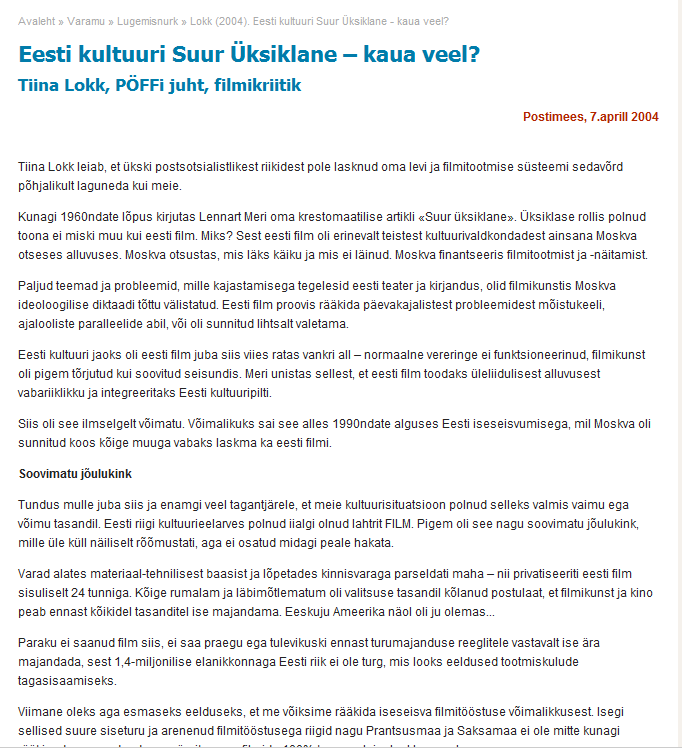 Avaleht » Varamu » Lugemisnurk » Lokk (2004). Eesti kultuuri Suur Üksiklane - kaua veel?
Eesti kultuuri Suur Üksiklane – kaua veel?
Tiina Lokk, PÖFFi juht, filmikriitik
Postimees, 7.aprill 2004
Tiina Lokk leiab, et ükski postsotsialistlikest riikidest pole lasknud oma levi ja filmitootmise süsteemi sedavõrd
põhjalikult laguneda kui meie.
Kunagi 1960ndate lõpus kirjutas Lennart Meri oma krestomaatilise artikli «Suur üksiklane». Üksiklase rollis polnud
toona ei miski muu kui eesti film. Miks? Sest eesti film oli erinevalt teistest kultuurivaldkondadest ainsana Moskva
otseses alluvuses. Moskva otsustas, mis läks käiku ja mis ei läinud. Moskva finantseeris filmitootmist ja -näitamist.
Paljud teemad ja probleemid, mille kajastamisega tegelesid eesti teater ja kirjandus, olid filmikunstis Moskva
ideoloogilise diktaadi tõttu välistatud. Eesti film proovis rääkida päevakajalistest probleemidest mõistukeeli,
ajalooliste paralleelide abil, või oli sunnitud lihtsalt valetama.
Eesti kultuuri jaoks oli eesti film juba siis viies ratas vankri all – normaalne vereringe ei funktsioneerinud, filmikunst
oli pigem tõrjutud kui soovitud seisundis. Meri unistas sellest, et eesti film toodaks üleliidulisest alluvusest
vabariiklikku ja integreeritaks Eesti kultuuripilti.
Siis oli see ilmselgelt võimatu. Võimalikuks sai see alles 1990ndate alguses Eesti iseseisvumisega, mil Moskva oli
sunnitud koos kõige muuga vabaks laskma ka eesti filmi.
Soovimatu jõulukink
Tundus mulle juba siis ja enamgi veel tagantjärele, et meie kultuurisituatsioon polnud selleks valmis vaimu ega
võimu tasandil. Eesti riigi kultuurieelarves polnud iialgi olnud lahtrit FILM. Pigem oli see nagu soovimatu jõulukink,
mille üle küll näiliselt rõõmustati, aga ei osatud midagi peale hakata.
Varad alates materiaal-tehnilisest baasist ja lõpetades kinnisvaraga parseldati maha – nii privatiseeriti eesti film
sisuliselt 24 tunniga. Kõige rumalam ja läbimõtlematum oli valitsuse tasandil kõlanud postulaat, et filmikunst ja kino
peab ennast kõikidel tasanditel ise majandama. Eeskuju Ameerika näol oli ju olemas...
Paraku ei saanud film siis, ei saa praegu ega tulevikuski ennast turumajanduse reeglitele vastavalt ise ära
majandada, sest 1,4-miljonilise elanikkonnaga Eesti riik ei ole turg, mis looks eeldused tootmiskulude
tagasisaamiseks.
Viimane oleks aga esmaseks eelduseks, et me võiksime rääkida iseseisva filmitööstuse võimalikkusest. Isegi
sellised suure siseturu ja arenenud filmitööstusega riigid nagu Prantsusmaa ja Saksamaa ei ole mitte kunagi